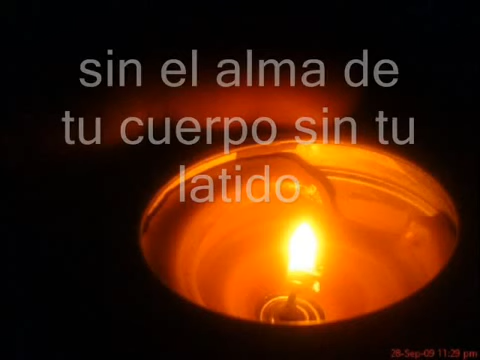 sin el alma de
tu cuerpo sin tu
latido
28-Sep-09 11:29 pm